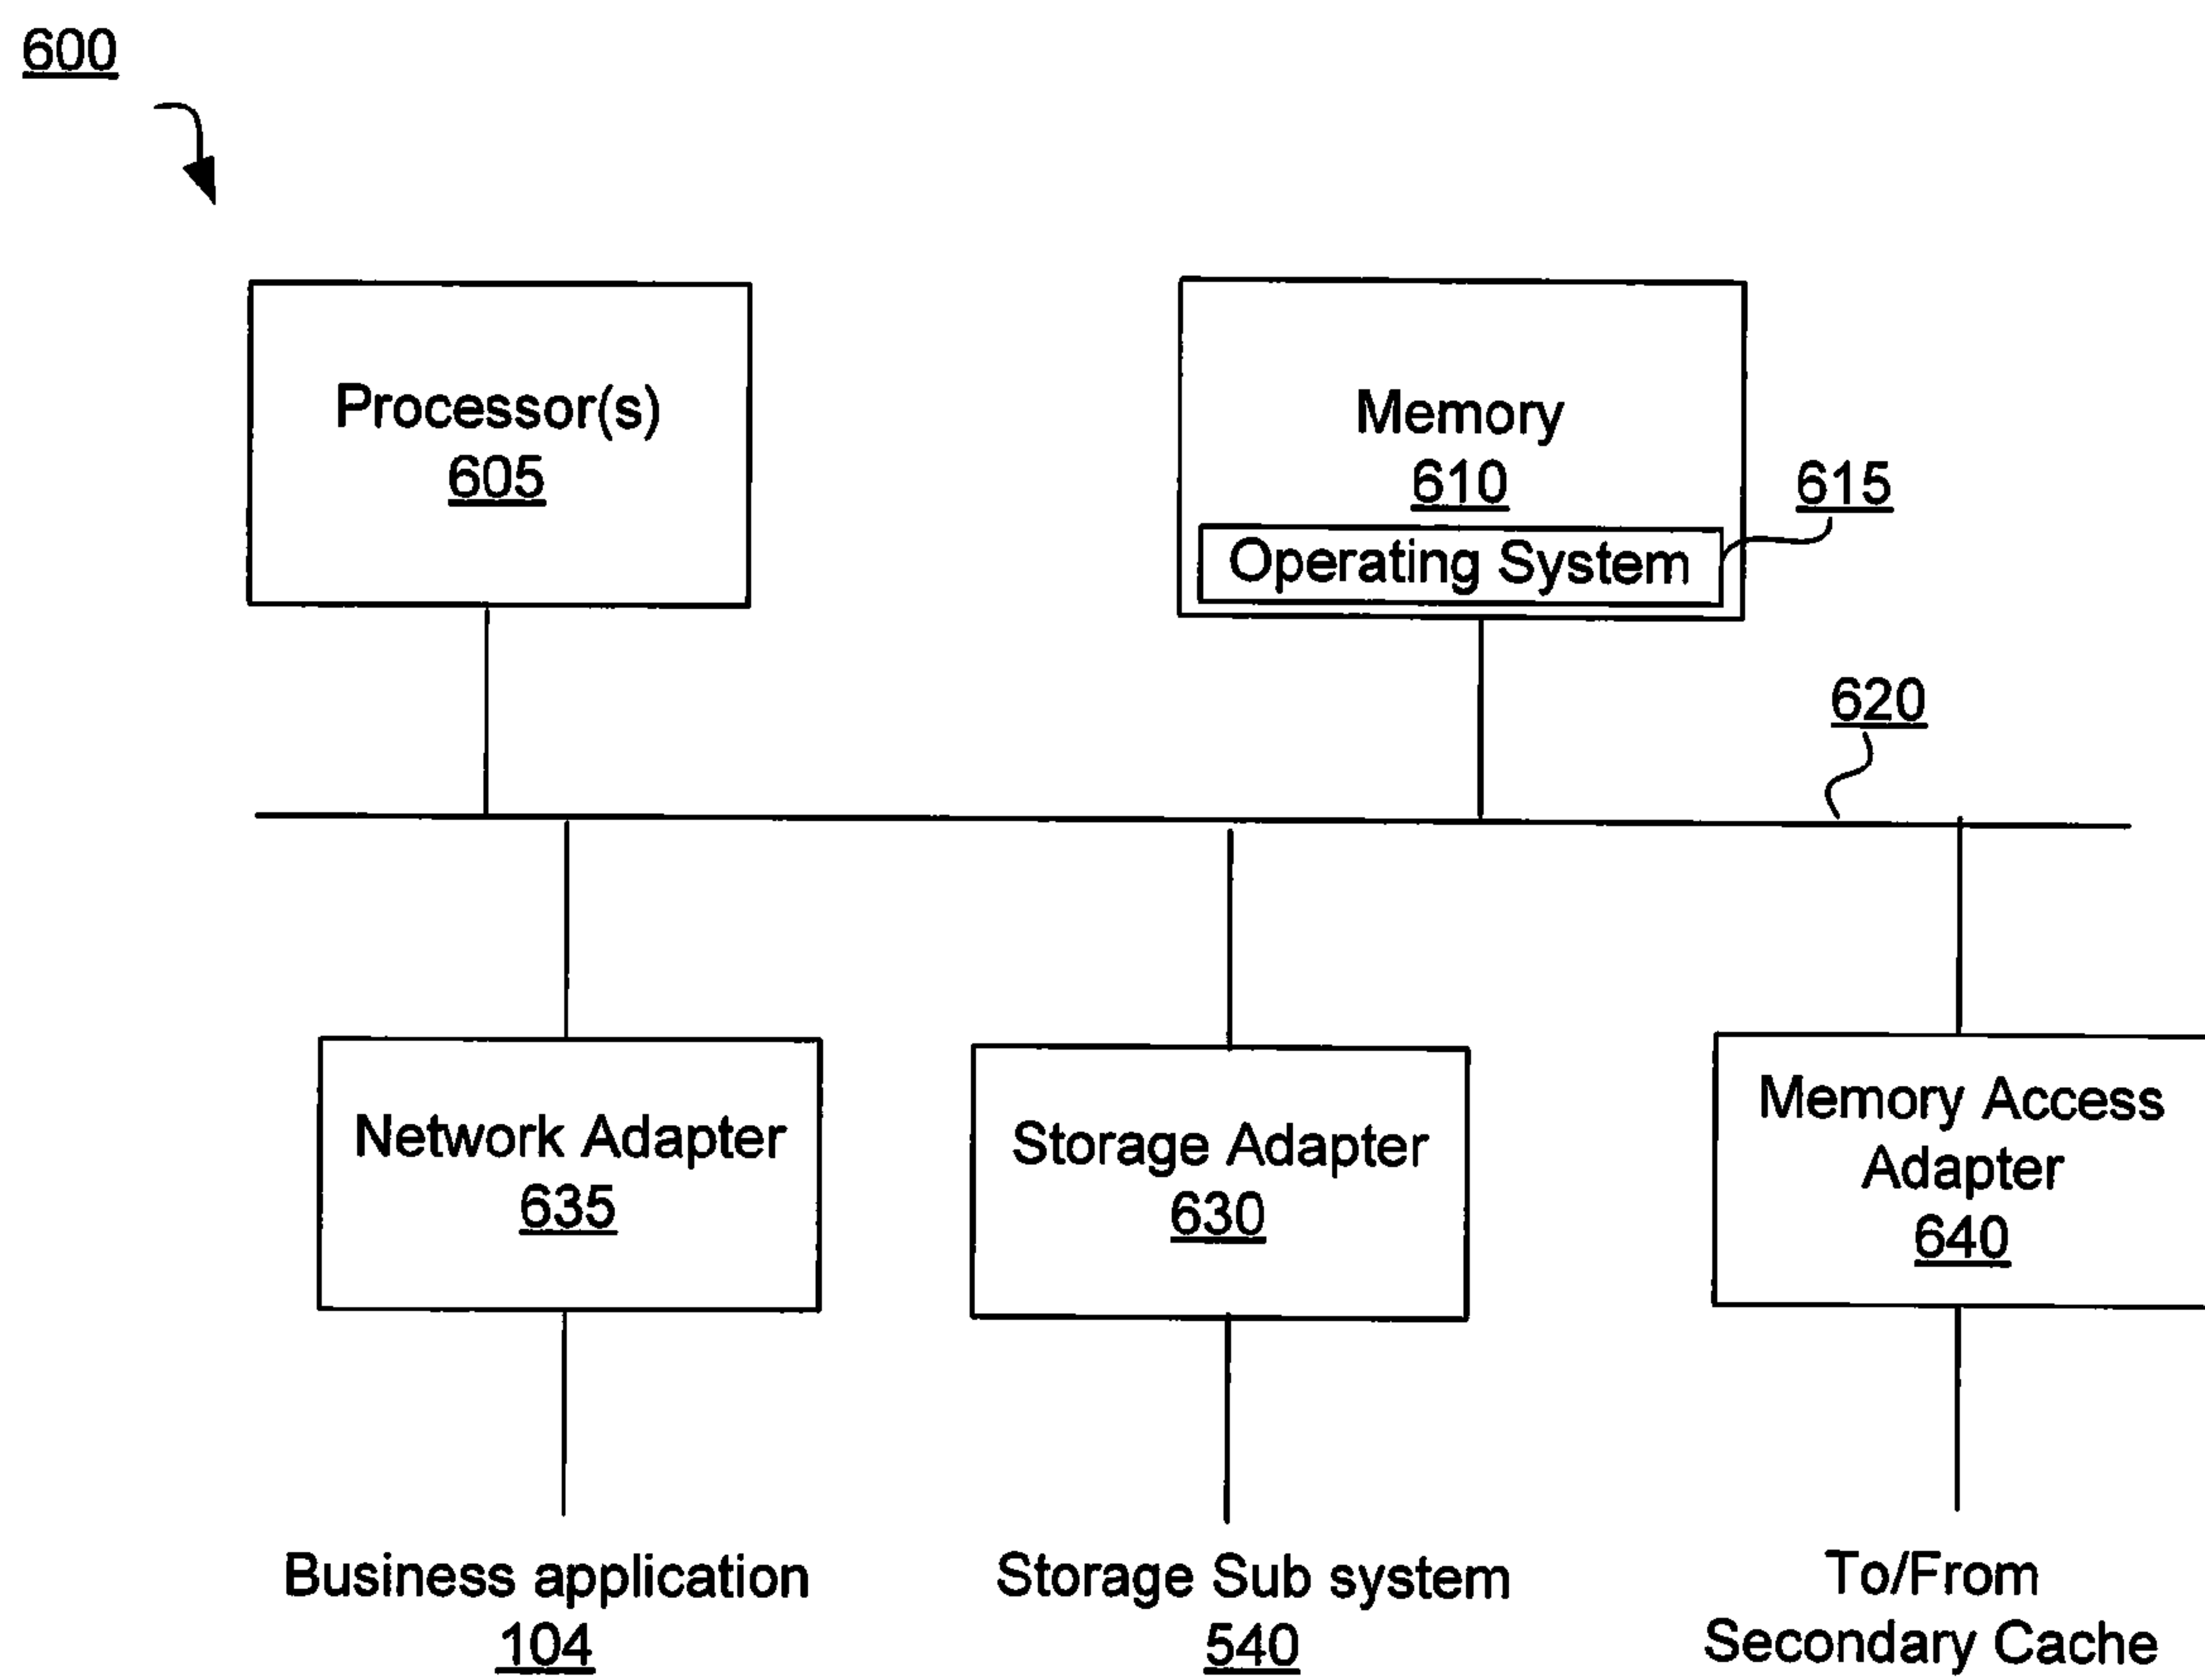 600
Processor(s)
605
Memory
610
Operating System
615
620
Network Adapter
635
Storage Adapter
630
Memory Access
Adapter
640
Business application
104
Storage Sub system
540
To/From
Secondary Cache